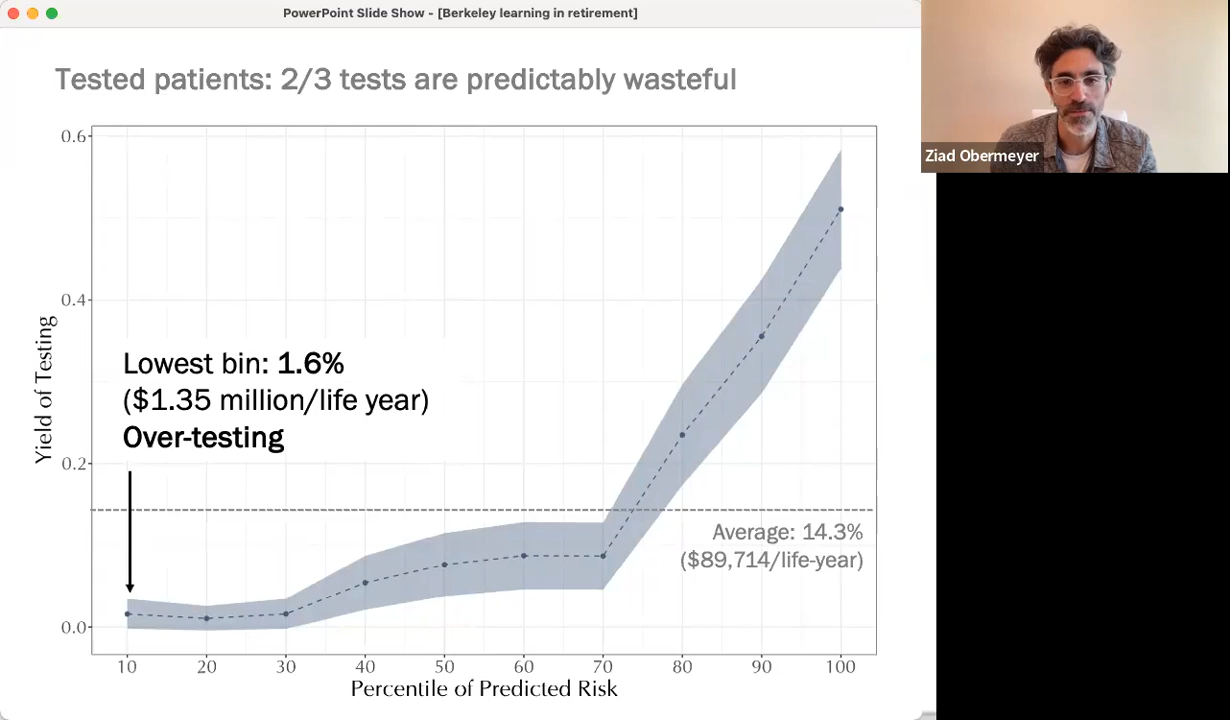 PowerPoint Slide Show - [Berkeley learning in retirement]
Tested patients: 2/3 tests are predictably wasteful
Ziad Obermeyer
0.6
0.4
0.2
0.0
Yield of Testing
Lowest bin: 1.6%
($1.35 million/life year)
Over-testing
Average: 14.3%
($89,714/life-year)
10 20 30 40 50 60 70 80 90 100
Percentile of Predicted Risk